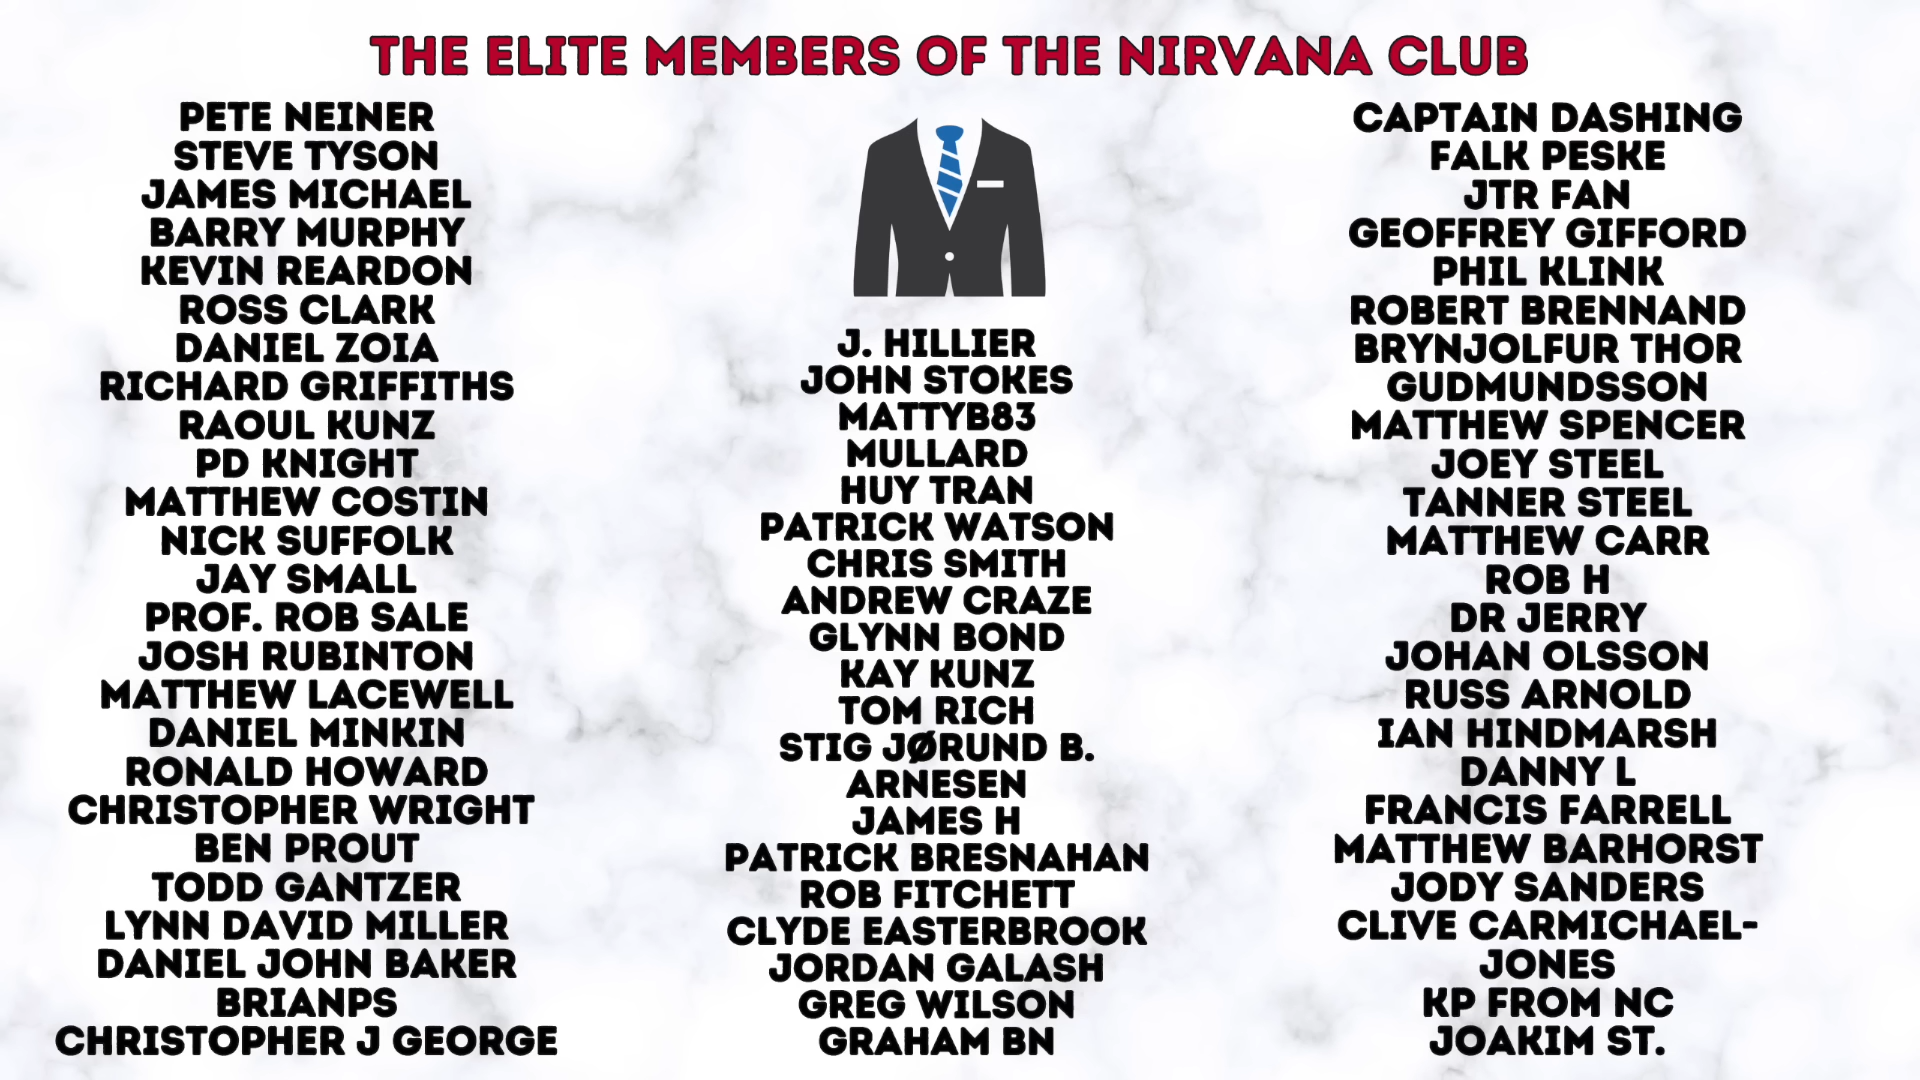 THE ELITE MEMBERS OF THE NIRVANA CLUB
PETE NEINER
STEVE TYSON
JAMES MICHAEL
BARRY MURPHY
KEVIN REARDON
ROSS CLARK
DANIEL ZOIA
RICHARD GRIFFITHS
RAOUL KUNZ
PD KNIGHT
MATTHEW COSTIN
NICK SUFFOLK
JAY SMALL
PROF. ROB SALE
JOSH RUBINTON
MATTHEW LACEWELL
DANIEL MINKIN
RONALD HOWARD
CHRISTOPHER WRIGHT
BEN PROUT
TODD GANTZER
LYNN DAVID MILLER
DANIEL JOHN BAKER
BRIANPS
CHRISTOPHER J GEORGE
J. HILLIER
JOHN STOKES
MATTYB83
MULLARD
HUY TRAN
PATRICK WATSON
CHRIS SMITH
ANDREW CRAZE
GLYNN BOND
KAY KUNZ
TOM RICH
STIG JØRUND B.
ARNESEN
JAMES H
PATRICK BRESNAHAN
ROB FITCHETT
CLYDE EASTERBROOK
JORDAN GALASH
GREG WILSON
GRAHAM BN
CAPTAIN DASHING
FALK PESKE
JTR FAN
GEOFFREY GIFFORD
PHIL KLINK
ROBERT BRENNAND
BRYNJOLFUR THOR
GUDMUNDSSON
MATTHEW SPENCER
JOEY STEEL
TANNER STEEL
MATTHEW CARR
ROB H
DR JERRY
JOHAN OLSSON
RUSS ARNOLD
IAN HINDMARSH
DANNY L
FRANCIS FARRELL
MATTHEW BARHORST
JODY SANDERS
CLIVE CARMICHAEL-
JONES
KP FROM NC
JOAKIM ST.